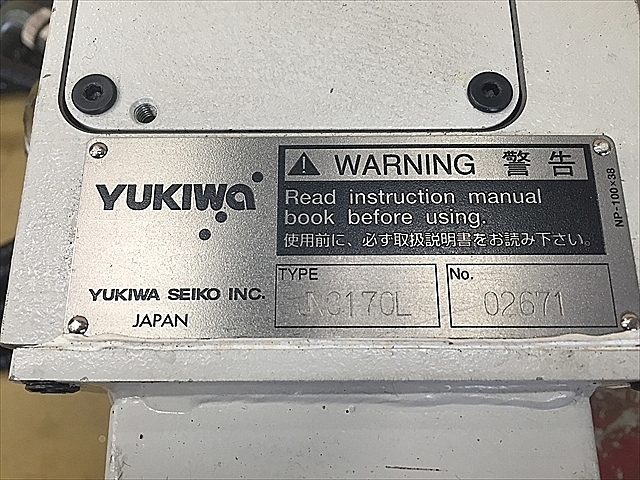 YUKIWA
YUKIWA SEIKO INC.
JAPAN
⚠ WARNING 警告
Read instruction manual
book before using.
使用前に、必ず取扱説明書をお読み下さい。
TYPE
JNC170L
No.
02671
NP-100×38